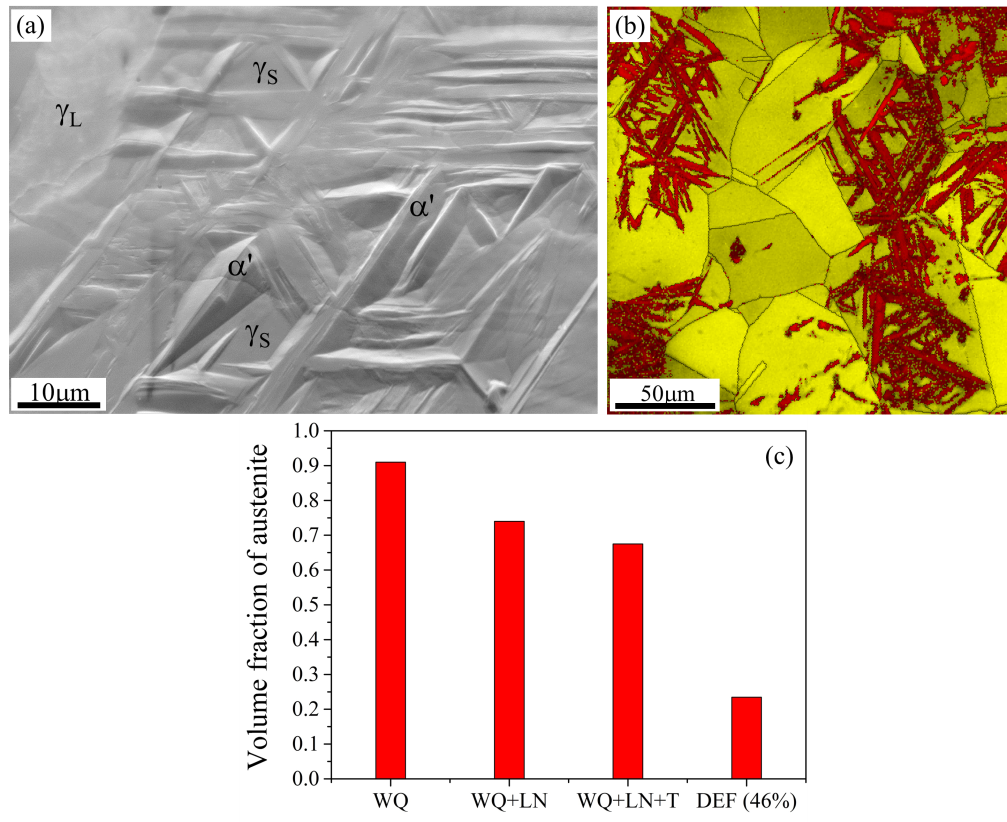 (a)
γS
γL
α'
α'
γS
10μm
(b)
50μm
(c)
Volume fraction of austenite
1.0
0.9
0.8
0.7
0.6
0.5
0.4
0.3
0.2
0.1
0.0
WQ WQ+LN WQ+LN+T DEF (46%)